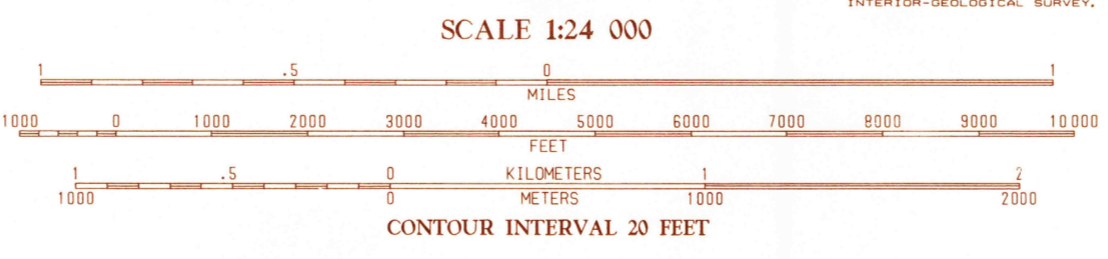 INTERIOR-GEOLOGICAL SURVEY,
SCALE 1:24 000
1 .5 0 1
MILES
1000 0 1000 2000 3000 4000 5000 6000 7000 8000 9000 10 000
FEET
1 .5 0 KILOMETERS 1 2
1000 0 METERS 1000 2000
CONTOUR INTERVAL 20 FEET